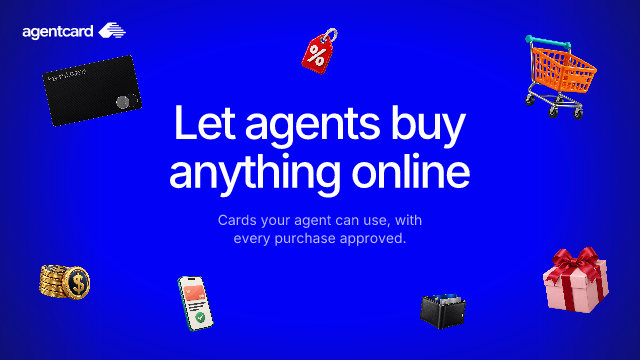 agentcard
%
Let agents buy
anything online
$
Cards your agent can use, with
every purchase approved.